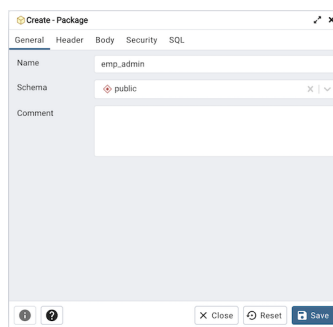 Create - Package
General Header Body Security SQL
Name emp_admin
Schema public
Comment
Close Reset Save